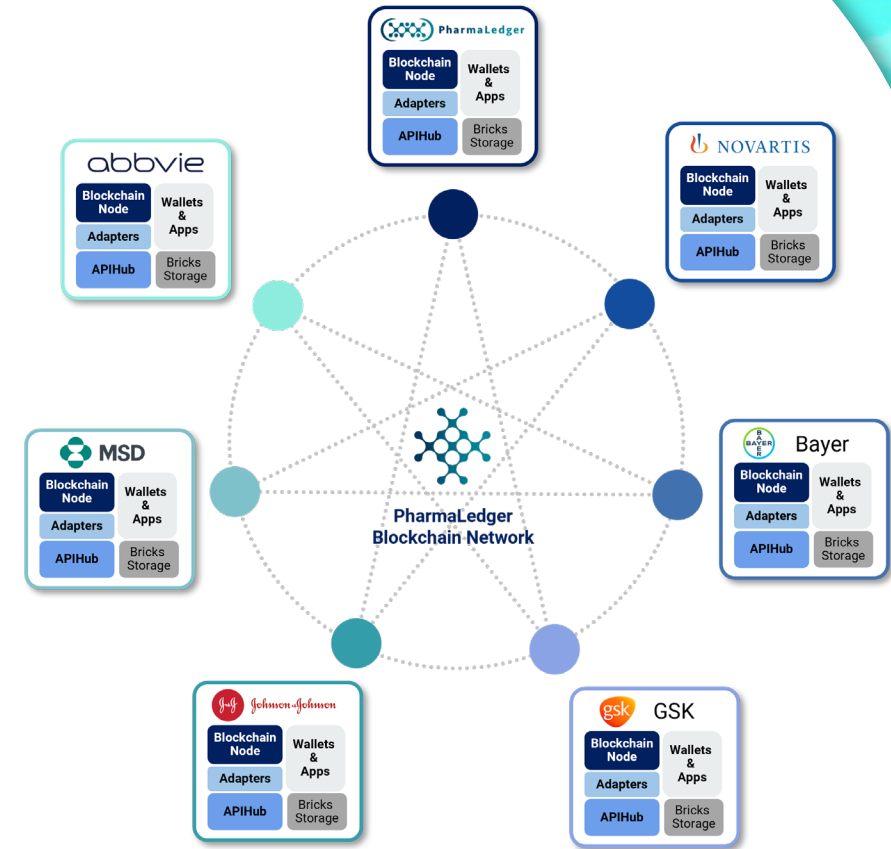 PharmaLedger
Blockchain
Node
Wallets
&
Apps
Adapters
APIHub
Bricks
Storage
abbvie
Blockchain
Node
Wallets
&
Apps
Adapters
APIHub
Bricks
Storage
NOVARTIS
Blockchain
Node
Wallets
&
Apps
Adapters
APIHub
Bricks
Storage
MSD
Blockchain
Node
Wallets
&
Apps
Adapters
APIHub
Bricks
Storage
PharmaLedger
Blockchain Network
BAYER
BAYER
Bayer
Blockchain
Node
Wallets
&
Apps
Adapters
APIHub
Bricks
Storage
J&J
Johnson & Johnson
Blockchain
Node
Wallets
&
Apps
Adapters
APIHub
Bricks
Storage
gsk
GSK
Blockchain
Node
Wallets
&
Apps
Adapters
APIHub
Bricks
Storage